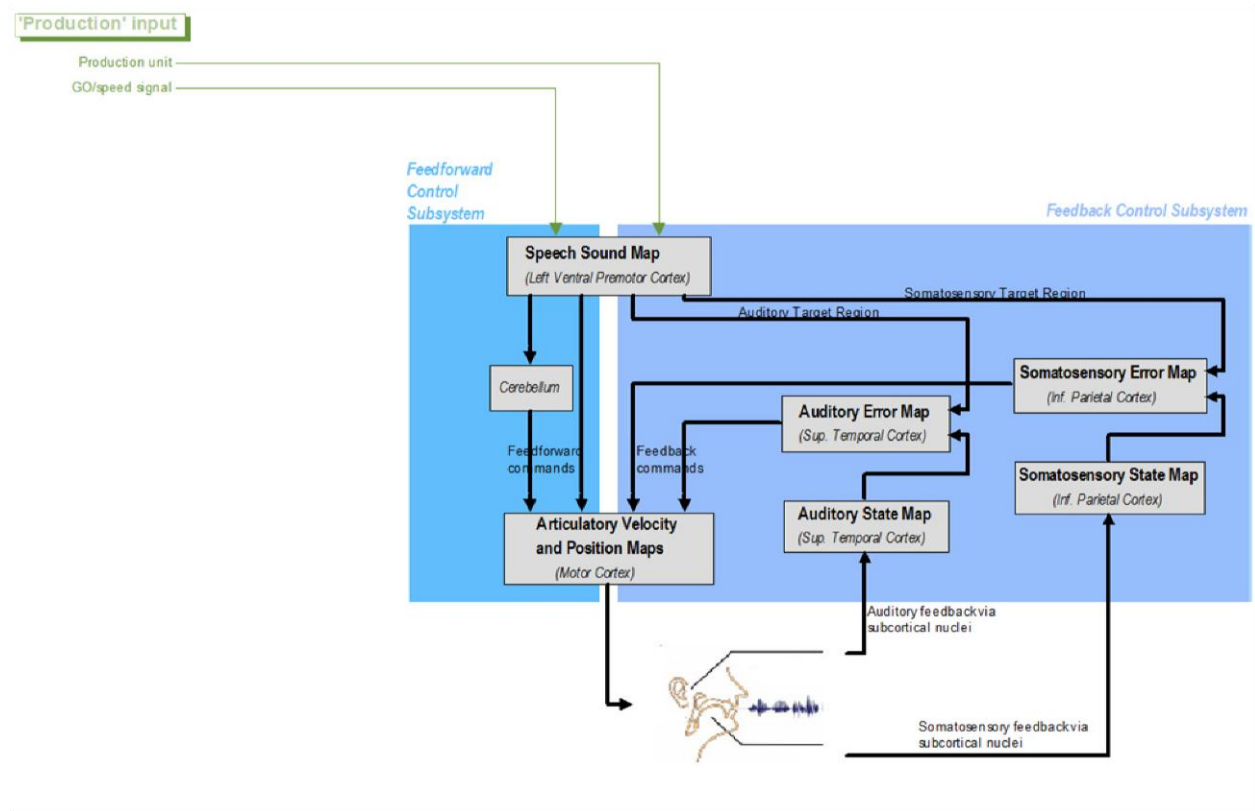 'Production' input
Production unit
GO/speed signal
Feedforward
Control
Subsystem
Feedback Control Subsystem
Speech Sound Map
(Left Ventral Premotor Cortex)
Somatosensory Target Region
Auditory Target Region
Cerebellum
Somatosensory Error Map
(Inf. Parietal Cortex)
Auditory Error Map
(Sup. Temporal Cortex)
Feedforward
commands
Feedback
commands
Somatosensory State Map
(Inf. Parietal Cortex)
Auditory State Map
(Sup. Temporal Cortex)
Articulatory Velocity
and Position Maps
(Motor Cortex)
Auditory feedback via
subcortical nuclei
Somatosensory feedback via
subcortical nuclei